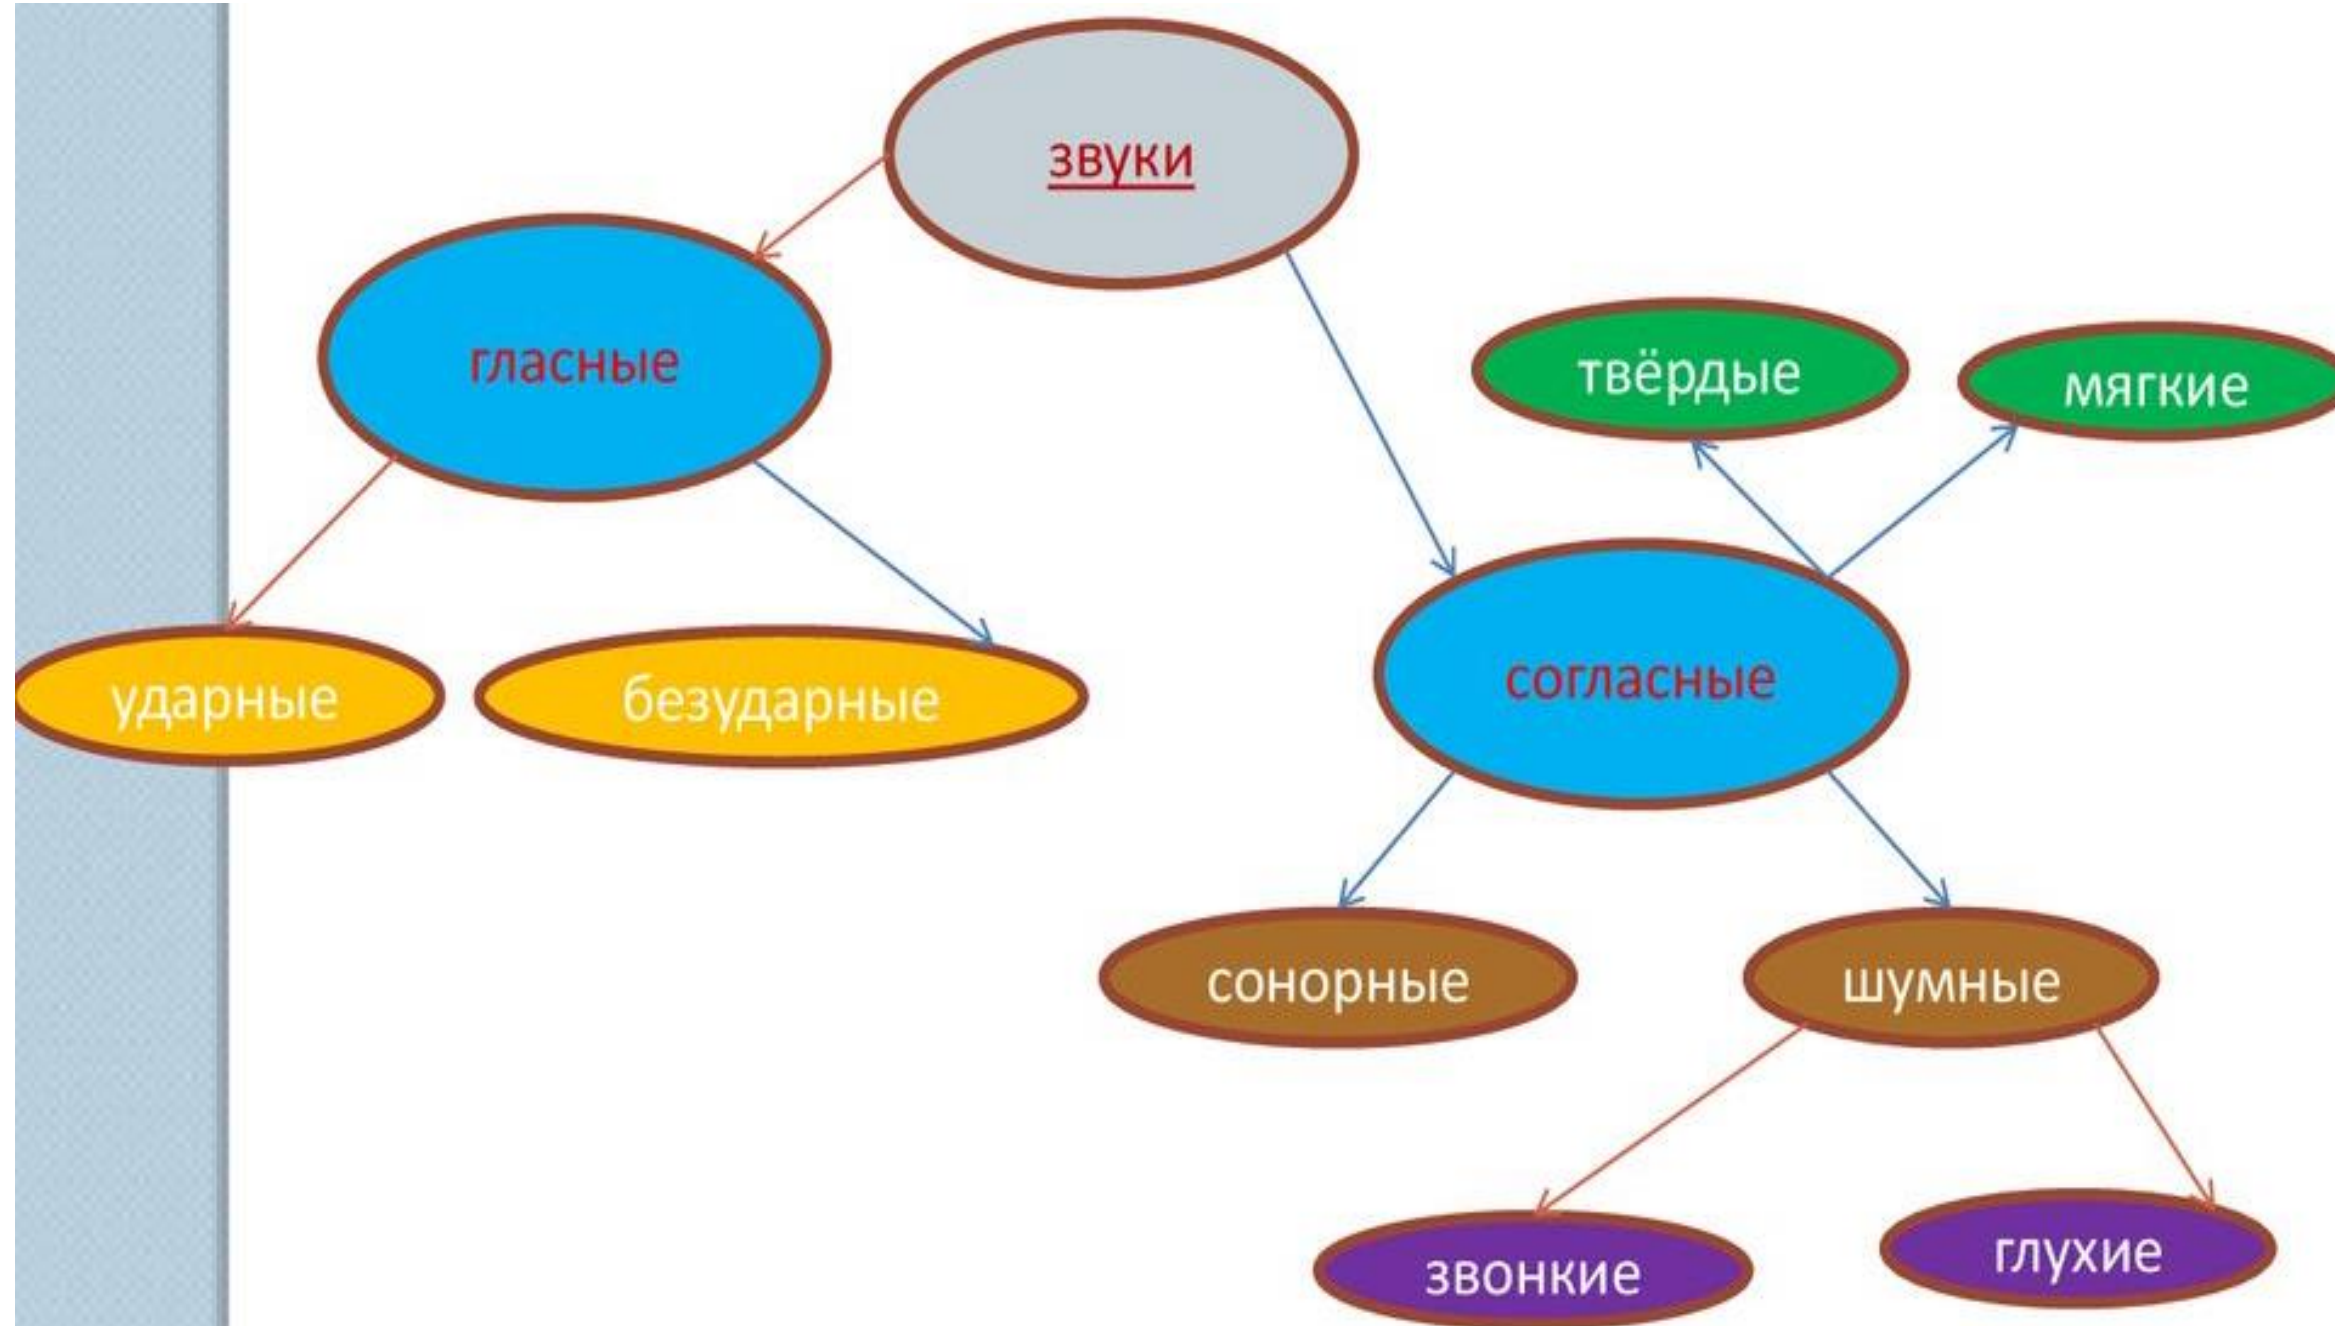 звуки
гласные
твёрдые
мягкие
ударные
безударные
согласные
сонорные
шумные
звонкие
глухие